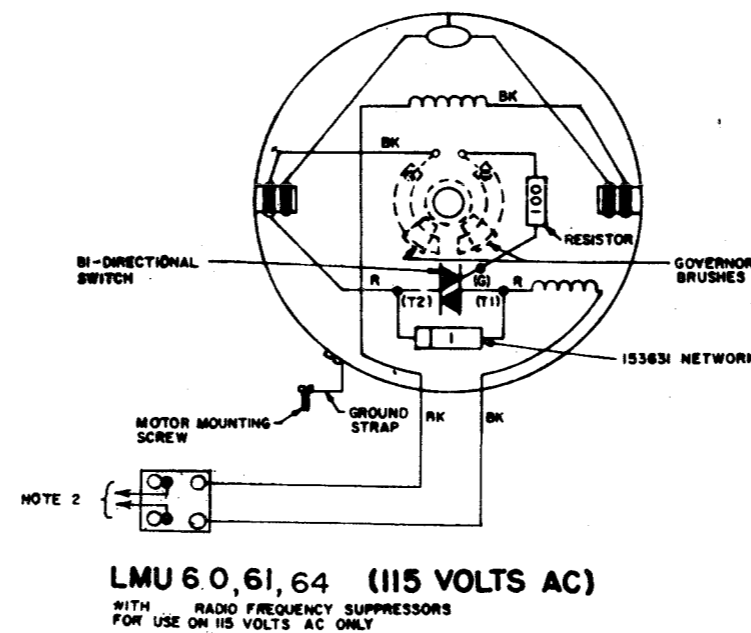 BK
BK
100
RESISTOR
BI-DIRECTIONAL
SWITCH
GOVERNOR
BRUSHES
R
(T2)
(G)
(T1)
R
1
153631 NETWORK
MOTOR MOUNTING
SCREW
GROUND
STRAP
BK
BK
NOTE 2
LMU 60, 61, 64 (115 VOLTS AC)
WITH RADIO FREQUENCY SUPPRESSORS
FOR USE ON 115 VOLTS AC ONLY